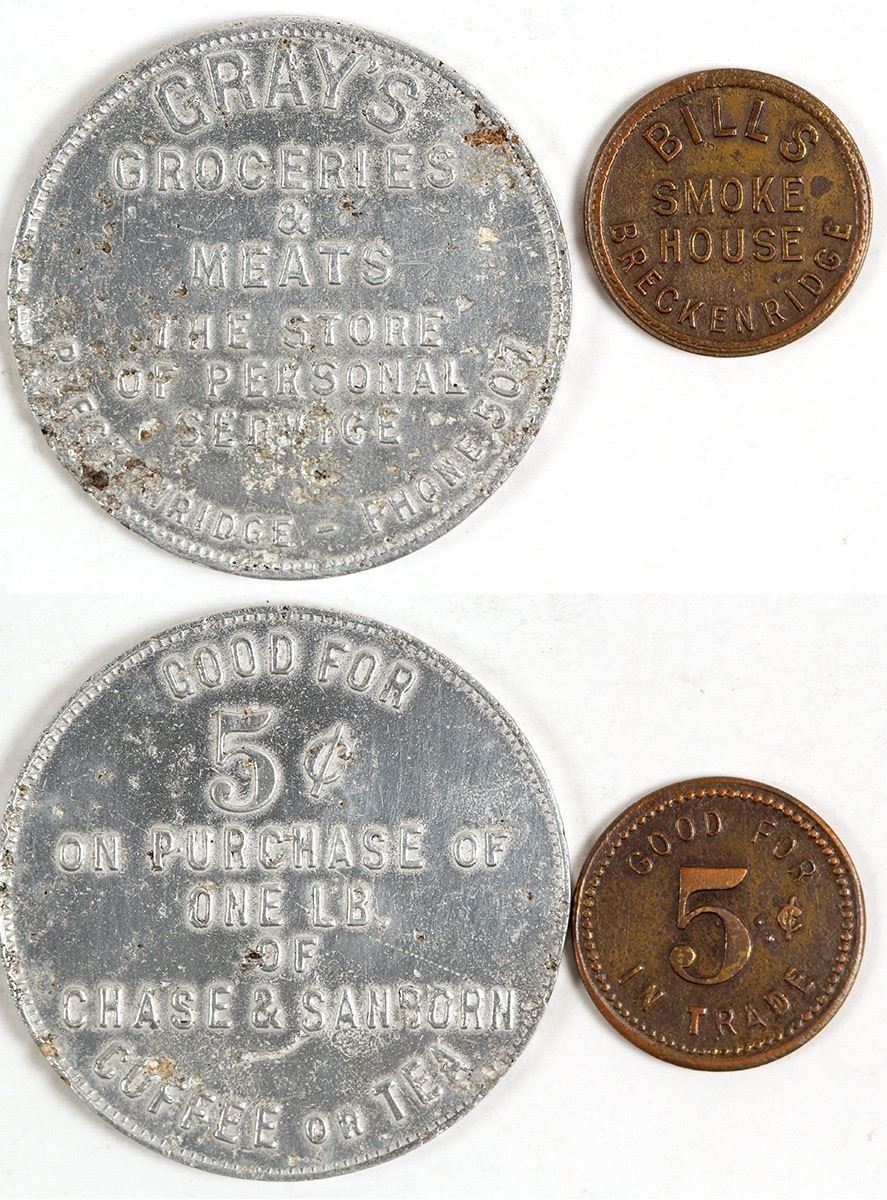 GRAY'S
GROCERIES
&
MEATS
THE STORE
OF PERSONAL
SERVICE
BRECKENRIDGE - PHONE 507
BILLS
SMOKE
HOUSE
BRECKENRIDGE
GOOD FOR
5¢
ON PURCHASE OF
ONE LB.
OF
CHASE & SANBORN
COFFEE OR TEA
GOOD FOR
5¢
IN TRADE